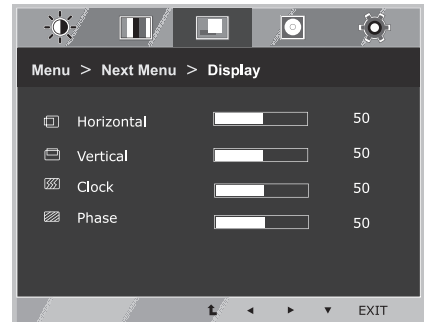 Menu > Next Menu > Display
Horizontal 50
Vertical 50
Clock 50
Phase 50
EXIT